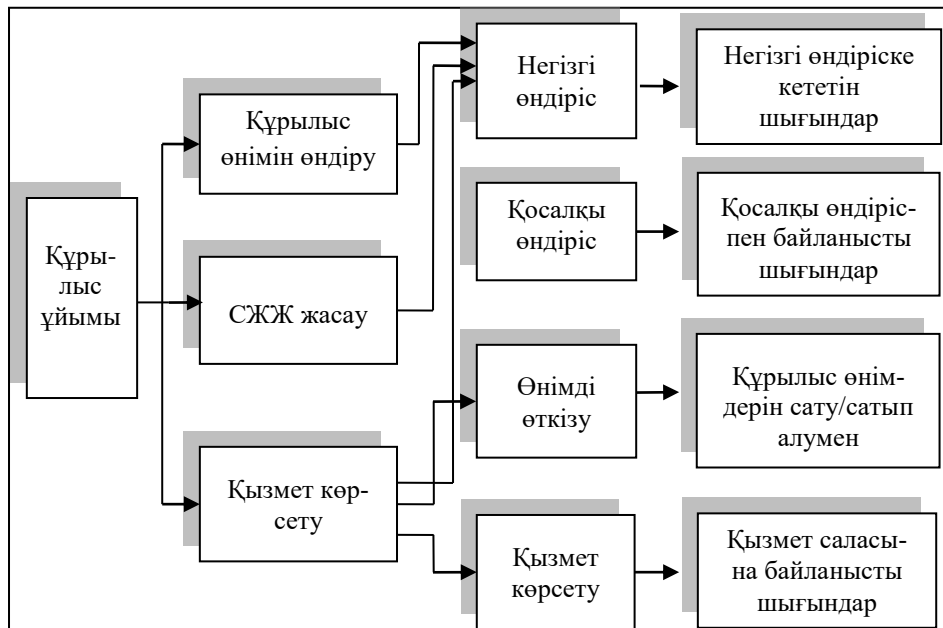 Құры-
лыс
ұйымы
Құрылыс
өнімін өндіру
СЖЖ жасау
Қызмет көр-
сету
Негізгі
өндіріс
Қосалқы
өндіріс
Өнімді
өткізу
Қызмет
көрсету
Негізгі өндіріске
кететін
шығындар
Қосалқы өндіріс-
пен байланысты
шығындар
Құрылыс өнім-
дерін сату/сатып
алумен
Қызмет саласы-
на байланысты
шығындар